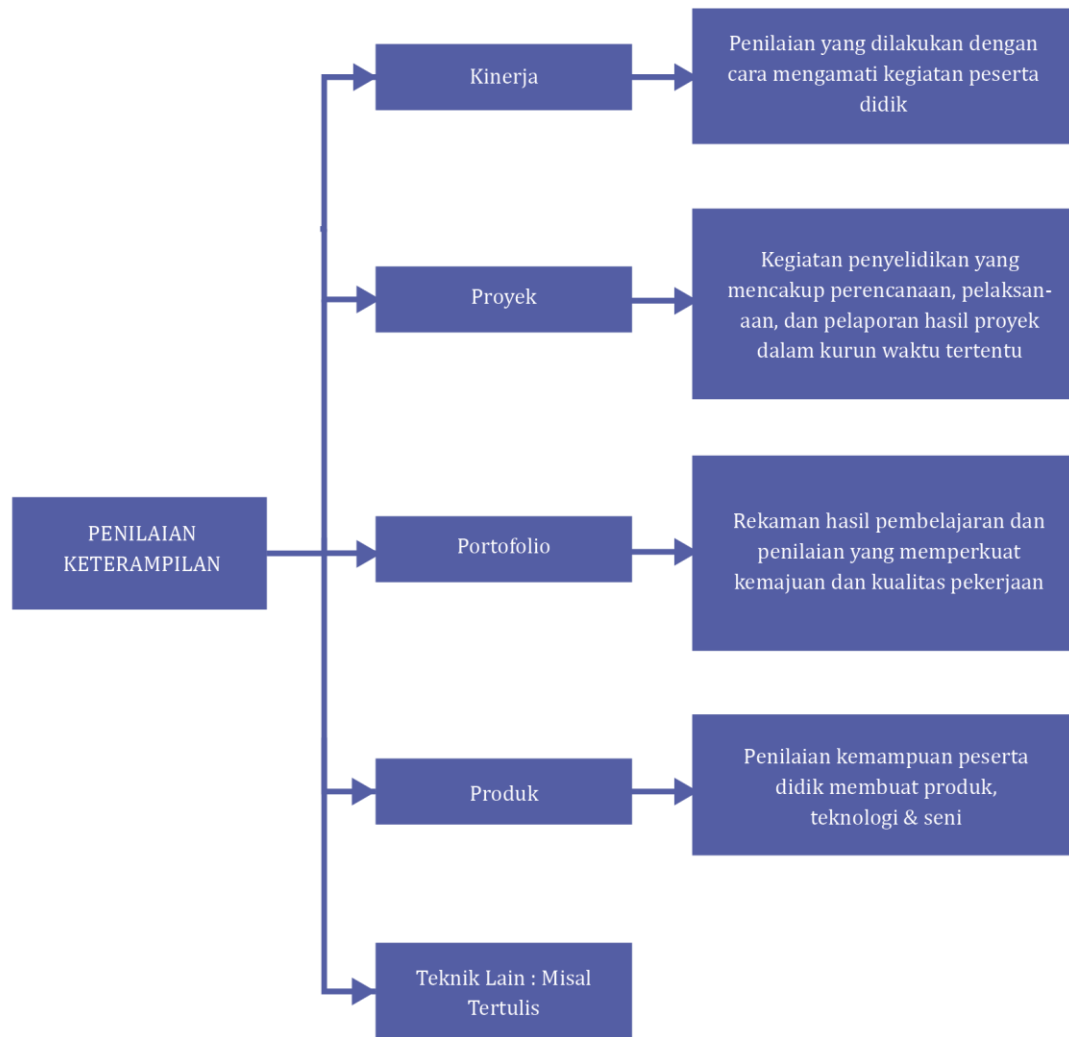 Kinerja
Penilaian yang dilakukan dengan
cara mengamati kegiatan peserta
didik
Proyek
Kegiatan penyelidikan yang
mencakup perencanaan, pelaksan-
aan, dan pelaporan hasil proyek
dalam kurun waktu tertentu
PENILAIAN
KETERAMPILAN
Portofolio
Rekaman hasil pembelajaran dan
penilaian yang memperkuat
kemajuan dan kualitas pekerjaan
Produk
Penilaian kemampuan peserta
didik membuat produk,
teknologi & seni
Teknik Lain : Misal
Tertulis